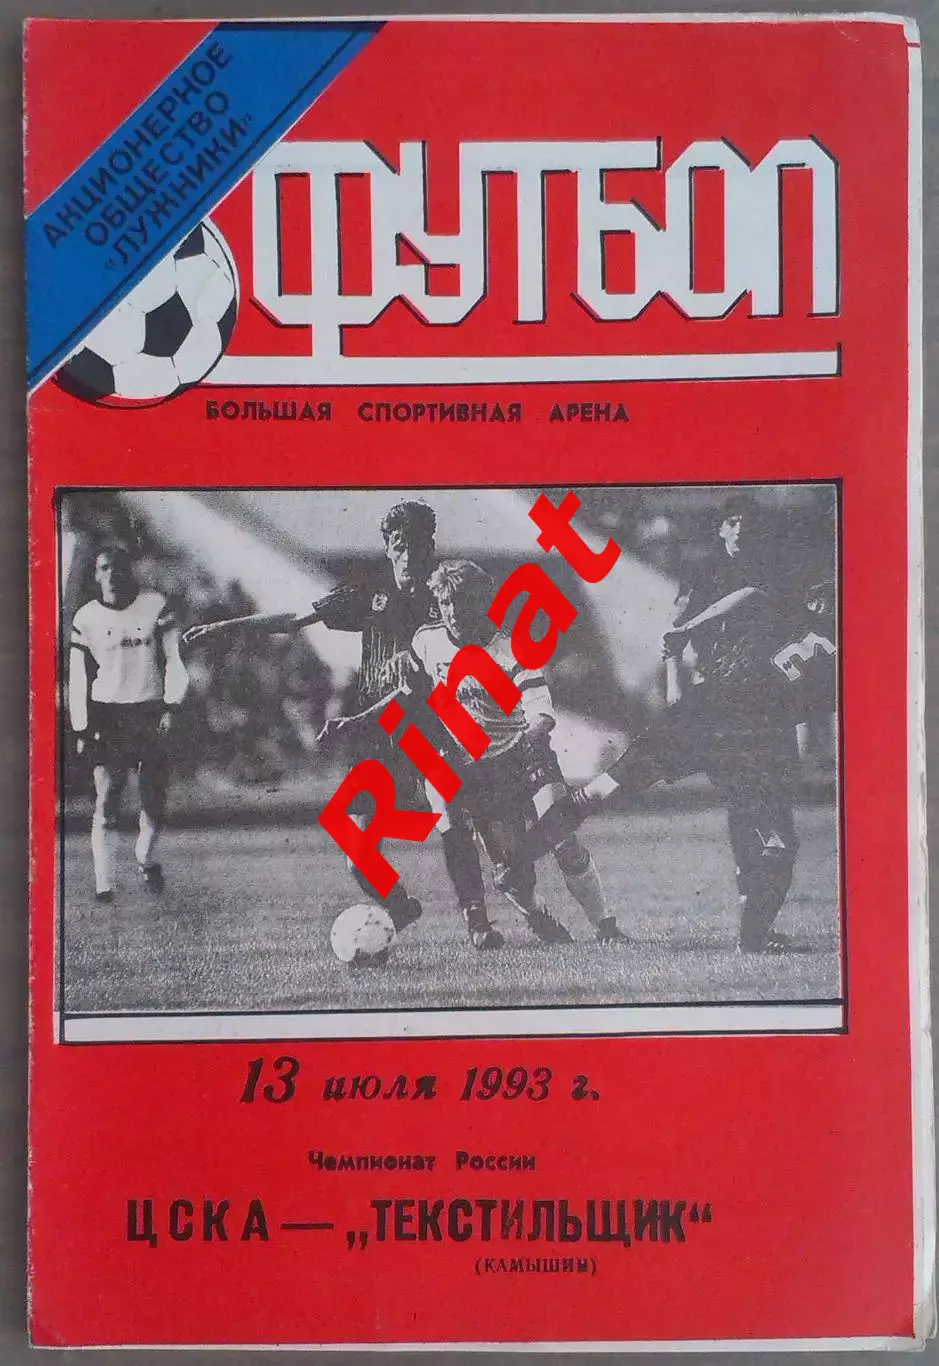 АКЦИОНЕРНОЕ
ОБЩЕСТВО
«ЛУЖНИКИ»
ФУТБОЛ
БОЛЬШАЯ СПОРТИВНАЯ АРЕНА
Rinat
13 июля 1993 г.
Чемпионат России
ЦСКА — „ТЕКСТИЛЬЩИК“
(КАМЫШИН)